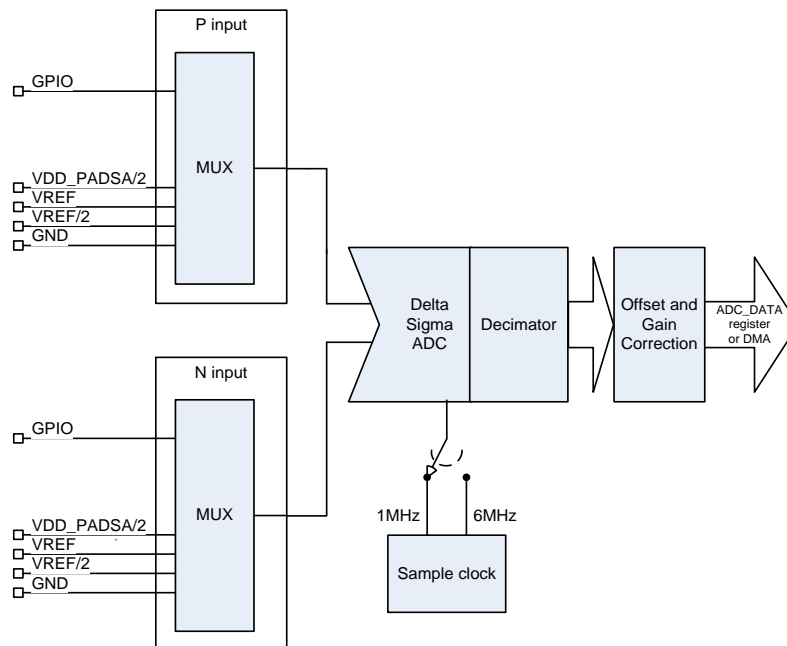 P input
GPIO
MUX
VDD_PADSA/2
VREF
VREF/2
GND
Delta
Sigma
ADC
Decimator
Offset and
Gain
Correction
ADC_DATA
register
or DMA
N input
GPIO
MUX
VDD_PADSA/2
VREF
VREF/2
GND
1MHz
6MHz
Sample clock